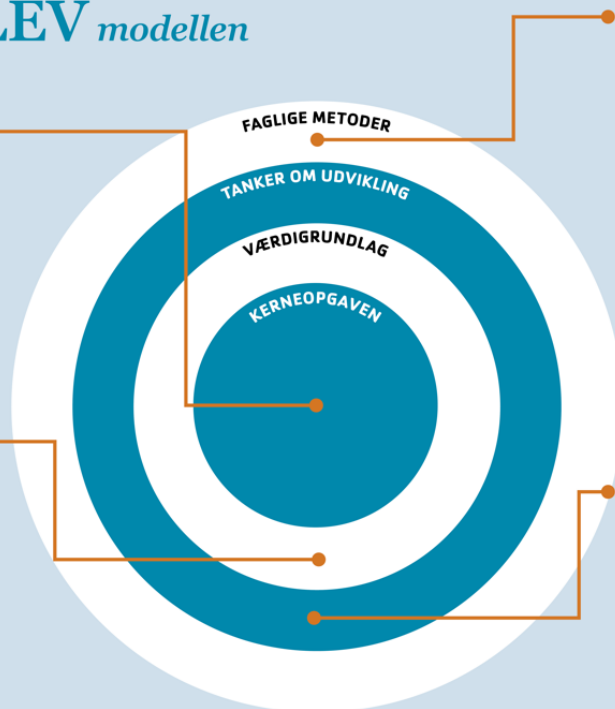 LEV modellen
FAGLIGE METODER
TANKER OM UDVIKLING
VÆRDIGRUNDLAG
KERNEOPGAVEN